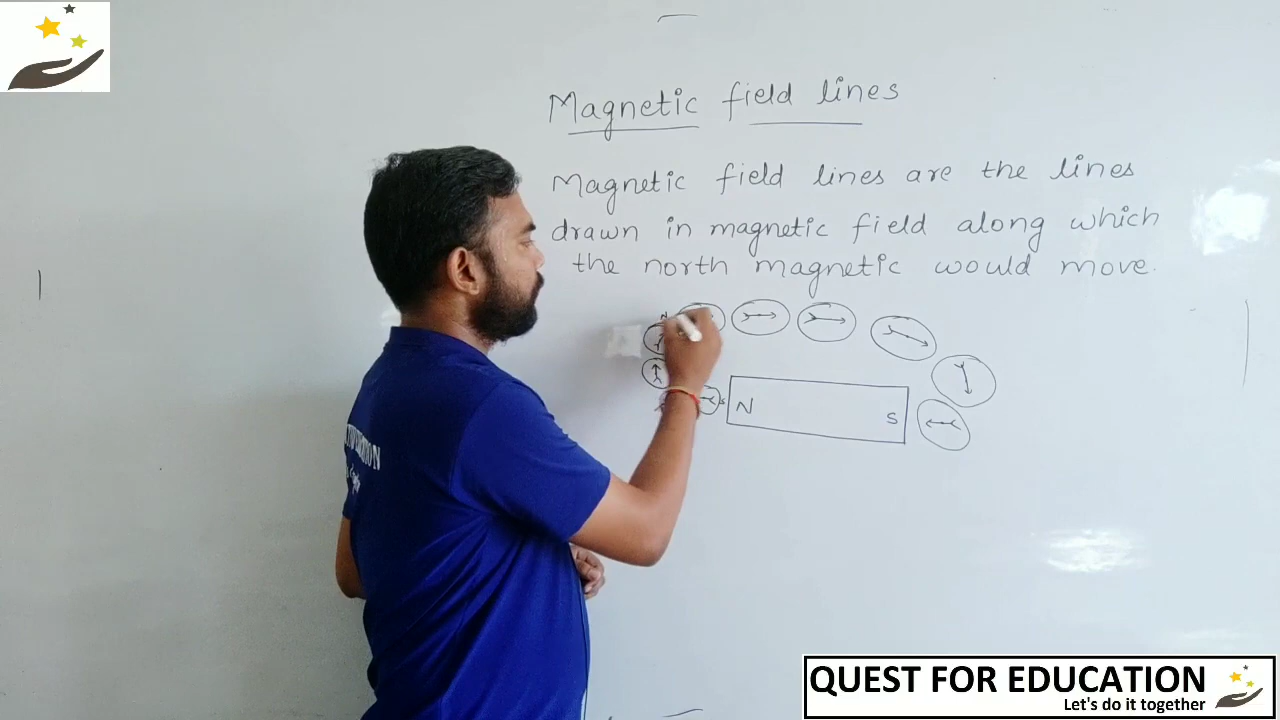 Magnetic field lines
Magnetic field lines are the lines
drawn in magnetic field along which
the north magnetic would move.
N
N
S
S
QUEST FOR EDUCATION
Let's do it together